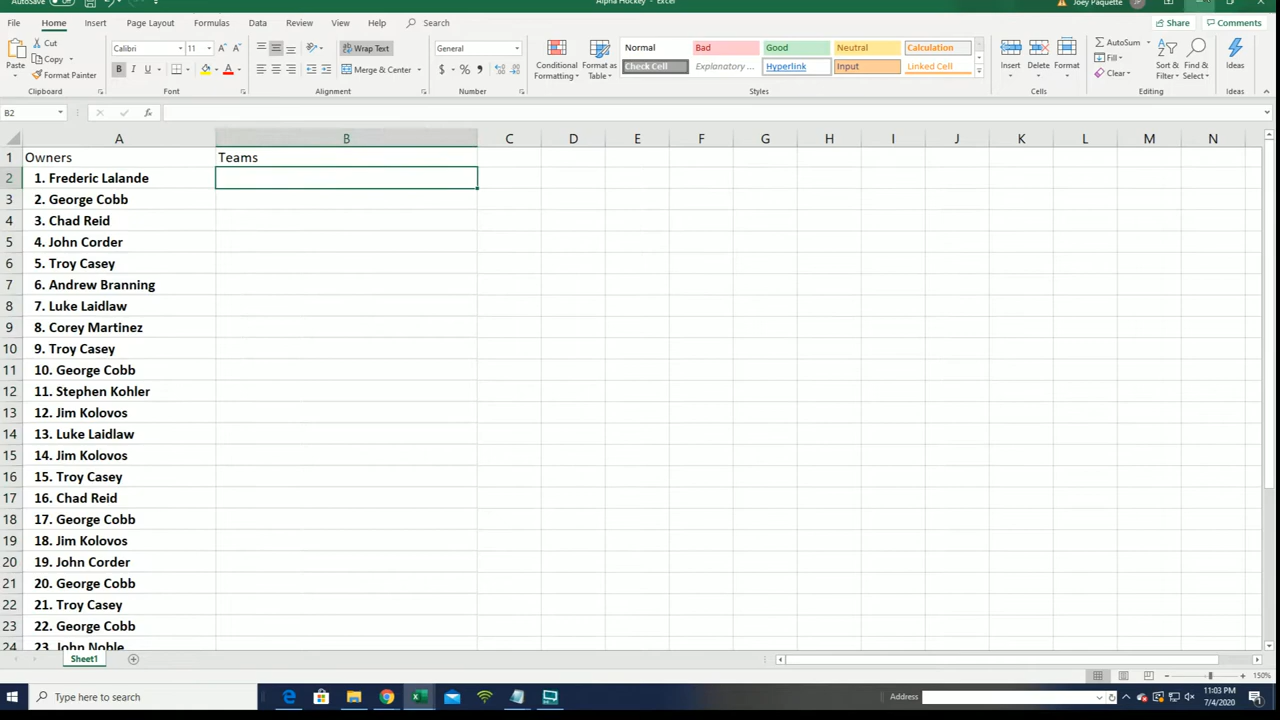 AutoSave Off Alpha Hockey - Excel Joey Paquette JP
File Home Insert Page Layout Formulas Data Review View Help Search Share Comments
Paste Cut Copy Format Painter Clipboard
Calibri 11 A A B I U A Font
Wrap Text Merge & Center Alignment
General $ % Number
Conditional Formatting Format as Table
Normal Bad Good Neutral Calculation
Check Cell Explanatory ... Hyperlink Input Linked Cell
Styles
Insert Delete Format Cells
AutoSum Fill Clear Sort & Filter Find & Select Editing
Ideas Ideas
B2 fx
A B C D E F G H I J K L M N
1 Owners Teams
2 1. Frederic Lalande
3 2. George Cobb
4 3. Chad Reid
5 4. John Corder
6 5. Troy Casey
7 6. Andrew Branning
8 7. Luke Laidlaw
9 8. Corey Martinez
10 9. Troy Casey
11 10. George Cobb
12 11. Stephen Kohler
13 12. Jim Kolovos
14 13. Luke Laidlaw
15 14. Jim Kolovos
16 15. Troy Casey
17 16. Chad Reid
18 17. George Cobb
19 18. Jim Kolovos
20 19. John Corder
21 20. George Cobb
22 21. Troy Casey
23 22. George Cobb
24 23. John Noble
Sheet1
150%
Type here to search Address 11:03 PM
7/4/2020